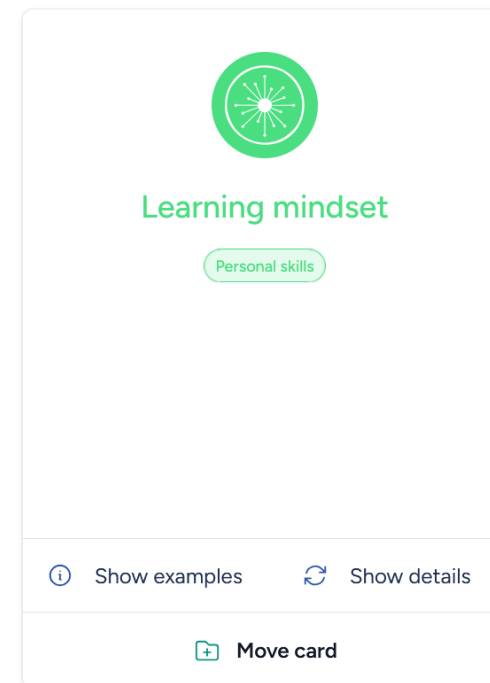 Learning mindset
Personal skills
Show examples
Show details
Move card